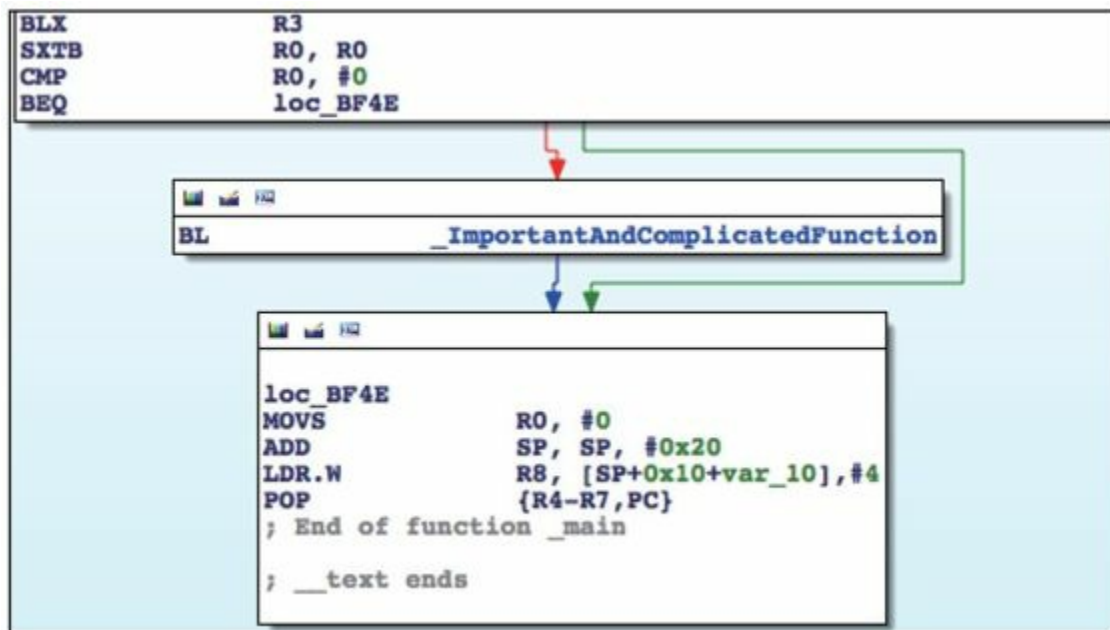 BLX R3
SXTB R0, R0
CMP R0, #0
BEQ loc_BF4E
BL _ImportantAndComplicatedFunction
loc_BF4E
MOVS R0, #0
ADD SP, SP, #0x20
LDR.W R8, [SP+0x10+var_10],#4
POP {R4-R7,PC}
; End of function _main
; __text ends